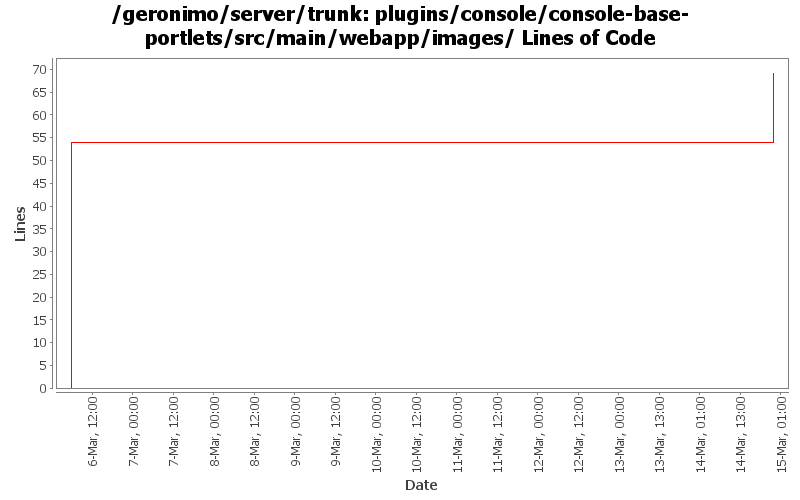 /geronimo/server/trunk: plugins/console/console-base-
portlets/src/main/webapp/images/ Lines of Code
70
65
60
55
50
45
40
35
30
25
20
15
10
5
0
Lines
6-Mar, 12:00
7-Mar, 00:00
7-Mar, 12:00
8-Mar, 00:00
8-Mar, 12:00
9-Mar, 00:00
9-Mar, 12:00
10-Mar, 00:00
10-Mar, 12:00
11-Mar, 00:00
11-Mar, 12:00
12-Mar, 00:00
12-Mar, 12:00
13-Mar, 00:00
13-Mar, 13:00
14-Mar, 01:00
14-Mar, 13:00
15-Mar, 01:00
Date